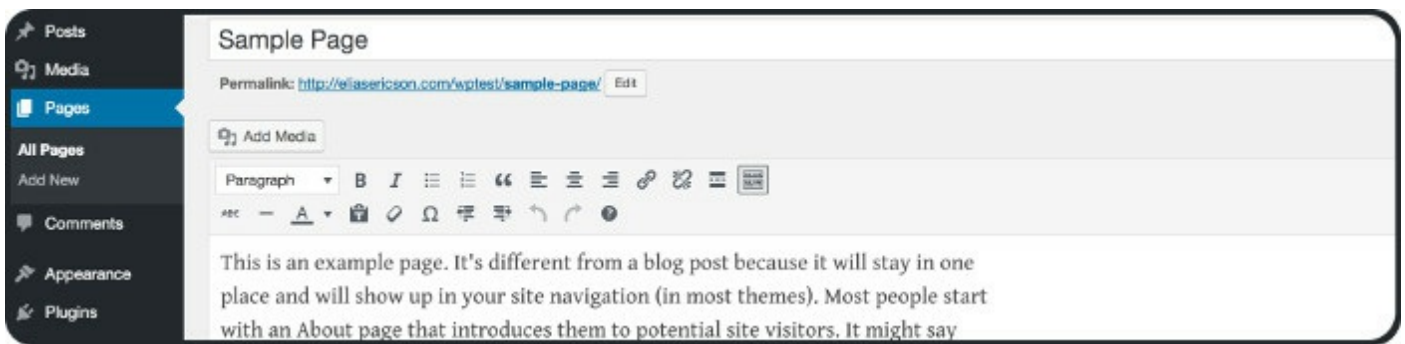 Posts
Media
Pages
All Pages
Add New
Comments
Appearance
Plugins
Sample Page
Permalink: http://eliasericson.com/wptest/sample-page/ Edit
Add Media
Paragraph B I
ABC A Ω
This is an example page. It's different from a blog post because it will stay in one
place and will show up in your site navigation (in most themes). Most people start
with an About page that introduces them to potential site visitors. It might say